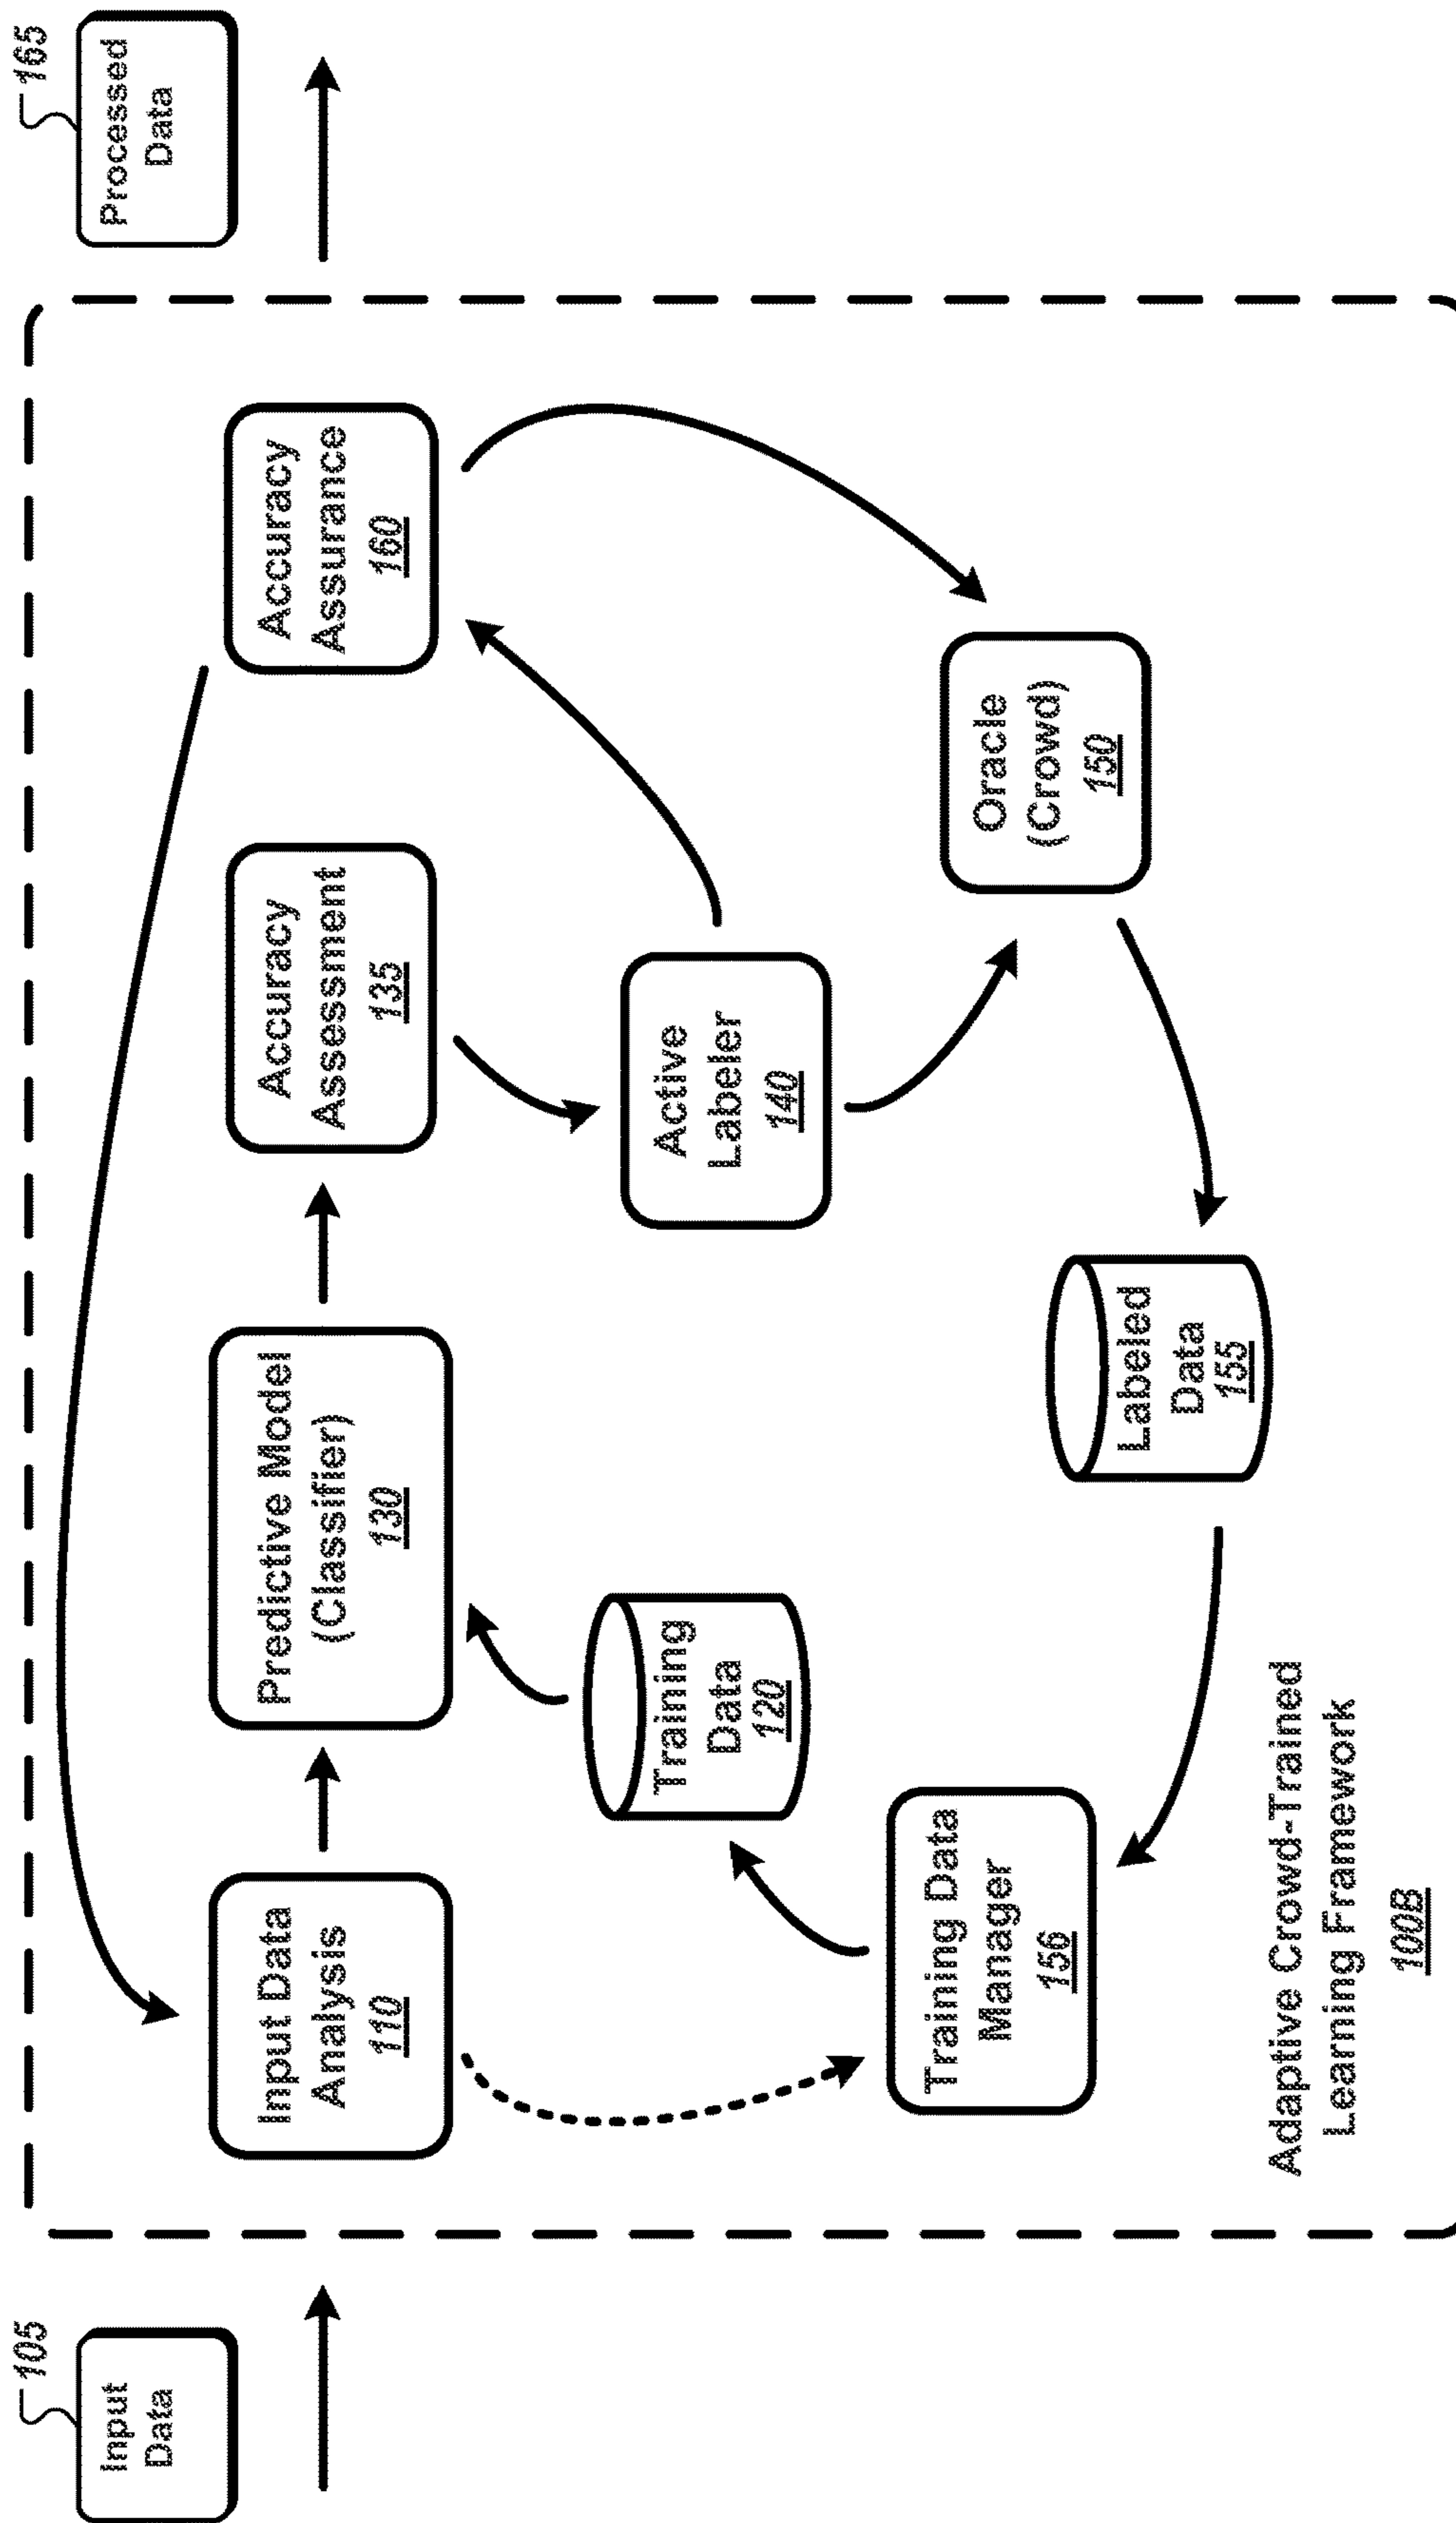 105
Input
Data
165
Processed
Data
Input Data
Analysis
110
Predictive Model
(Classifier)
130
Accuracy
Assessment
135
Accuracy
Assurance
160
Training
Data
120
Active
Labeler
140
Training Data
Manager
156
Labeled
Data
155
Oracle
(Crowd)
150
Adaptive Crowd-Trained
Learning Framework
100B